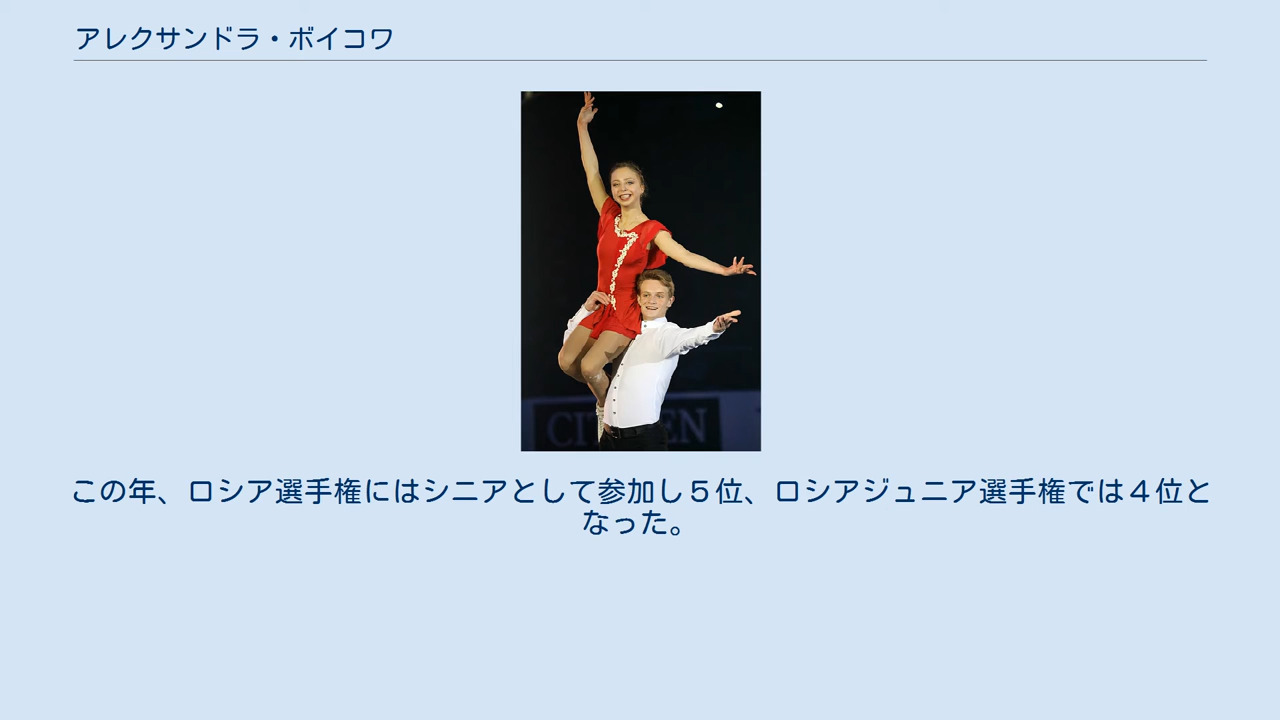 アレクサンドラ・ボイコワ
この年、ロシア選手権にはシニアとして参加し５位、ロシアジュニア選手権では４位と
なった。